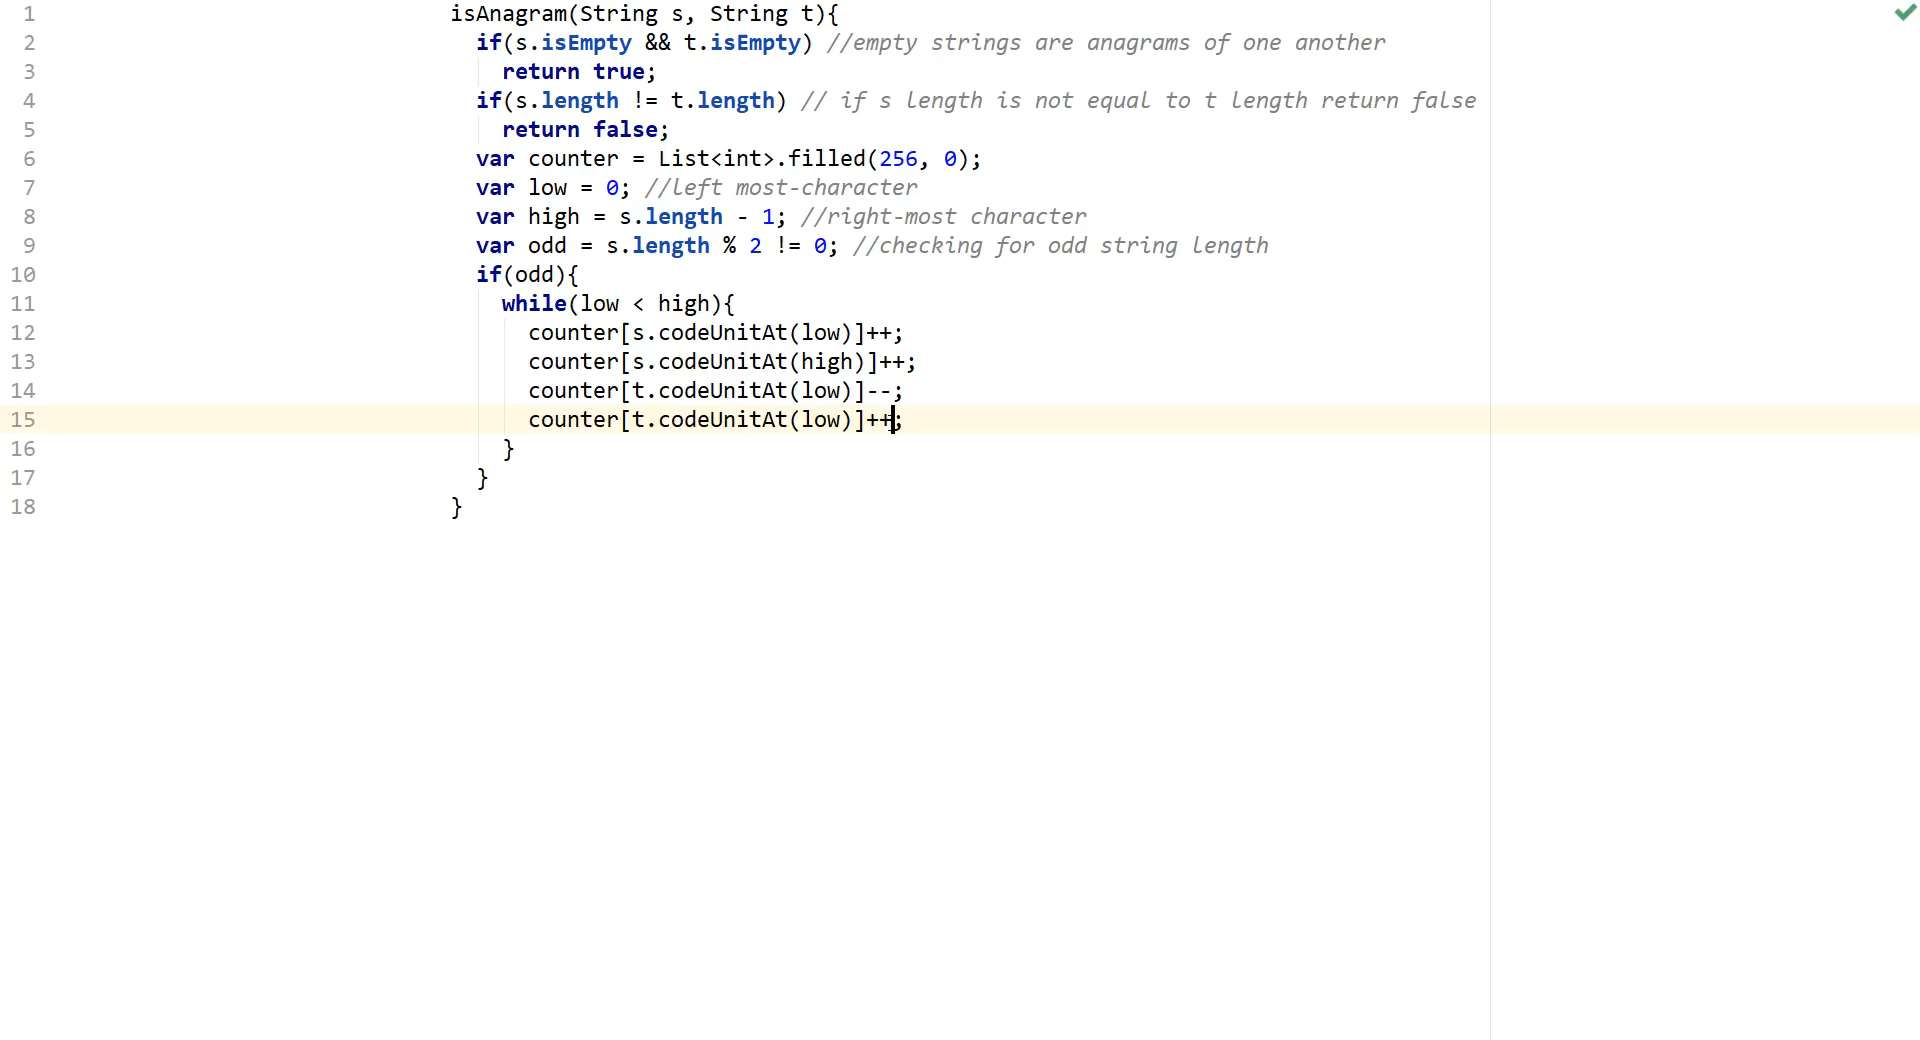 1 isAnagram(String s, String t){
2 if(s.isEmpty && t.isEmpty) //empty strings are anagrams of one another
3 return true;
4 if(s.length != t.length) // if s length is not equal to t length return false
5 return false;
6 var counter = List<int>.filled(256, 0);
7 var low = 0; //left most-character
8 var high = s.length - 1; //right-most character
9 var odd = s.length % 2 != 0; //checking for odd string length
10 if(odd){
11 while(low < high){
12 counter[s.codeUnitAt(low)]++;
13 counter[s.codeUnitAt(high)]++;
14 counter[t.codeUnitAt(low)]--;
15 counter[t.codeUnitAt(low)]++;
16 }
17 }
18 }